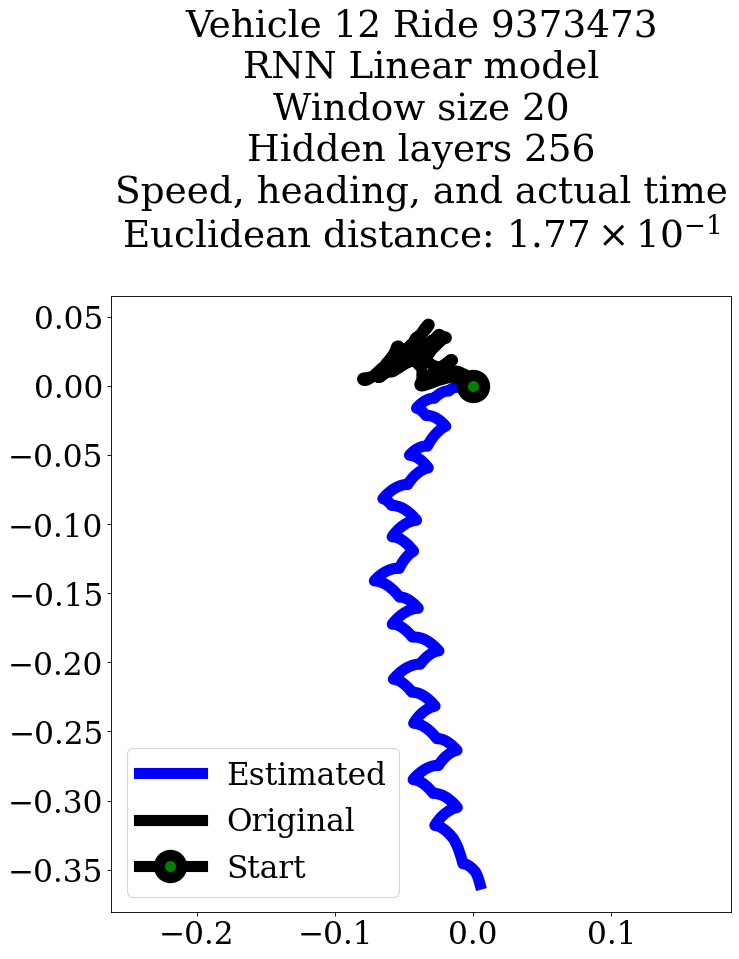 Vehicle 12 Ride 9373473
RNN Linear model
Window size 20
Hidden layers 256
Speed, heading, and actual time
Euclidean distance: 1.77 × 10⁻¹
0.05
0.00
−0.05
−0.10
−0.15
−0.20
−0.25
−0.30
−0.35
Estimated
Original
Start
−0.2 −0.1 0.0 0.1